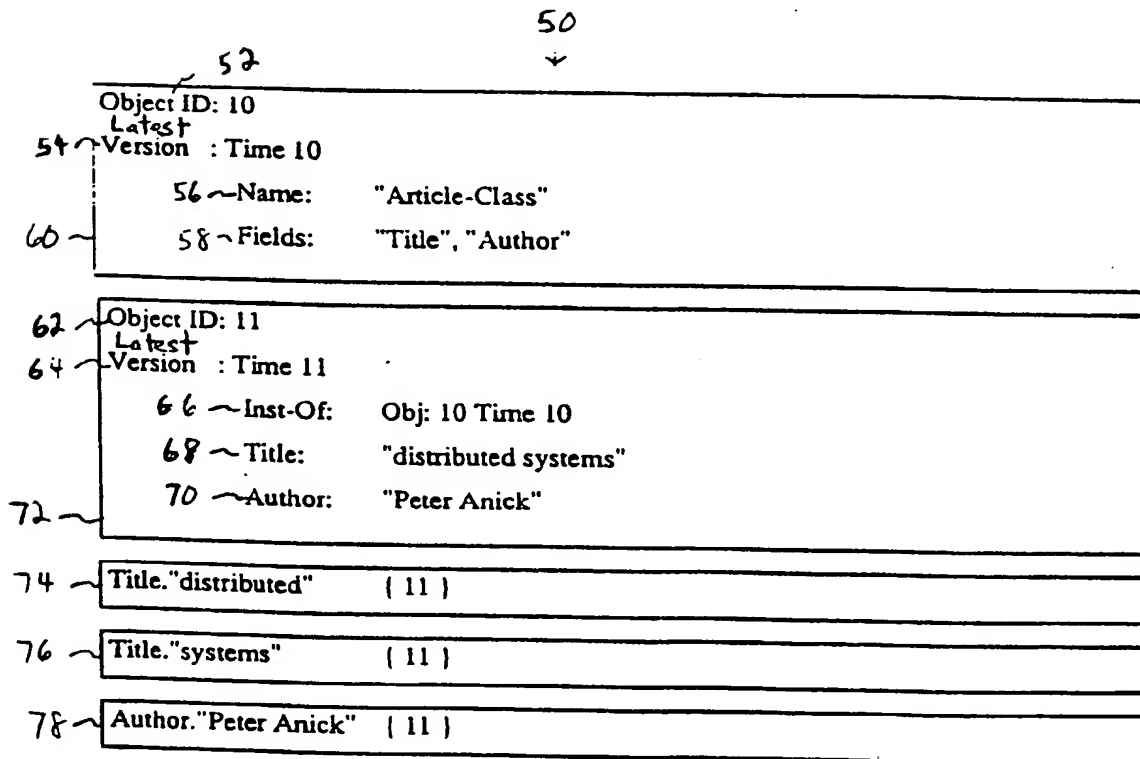 50
52
Object ID: 10
Latest
54 Version : Time 10
56 Name: "Article-Class"
60 58 Fields: "Title", "Author"
62 Object ID: 11
Latest
64 Version : Time 11
66 Inst-Of: Obj: 10 Time 10
68 Title: "distributed systems"
70 Author: "Peter Anick"
72
74 Title."distributed" { 11 }
76 Title."systems" { 11 }
78 Author."Peter Anick" { 11 }